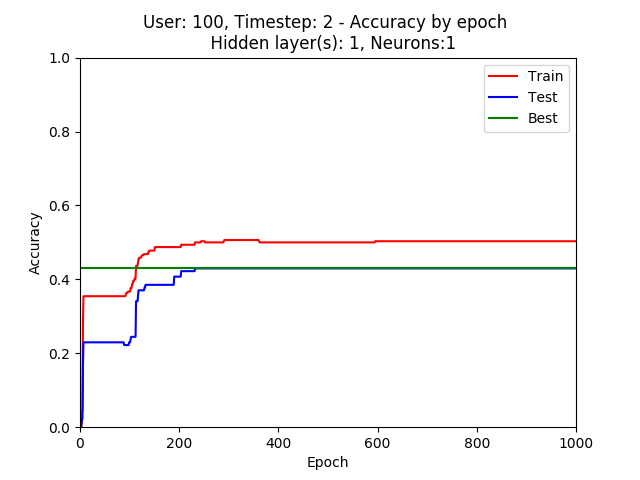 User: 100, Timestep: 2 - Accuracy by epoch
Hidden layer(s): 1, Neurons:1
1.0
0.8
0.6
0.4
0.2
0.0
Accuracy
Train
Test
Best
0
200
400
600
800
1000
Epoch